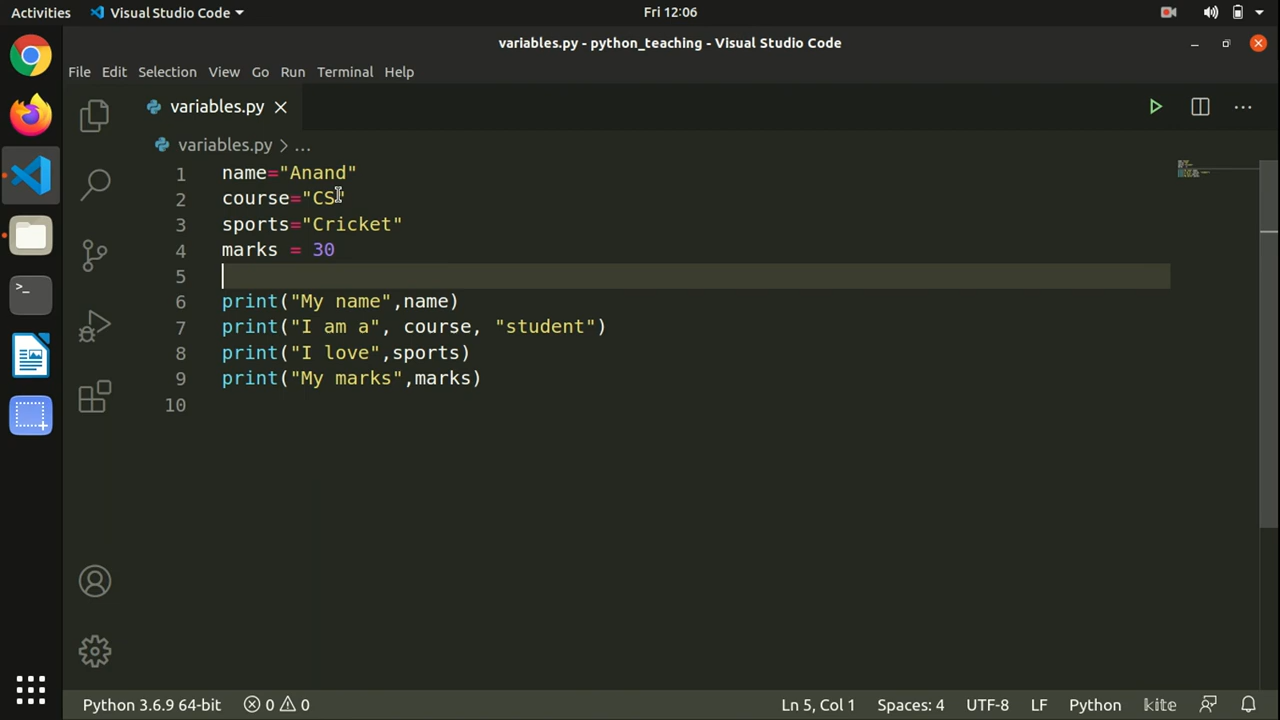 Activities Visual Studio Code Fri 12:06
variables.py - python_teaching - Visual Studio Code
File Edit Selection View Go Run Terminal Help
variables.py
variables.py > ...
1 name="Anand"
2 course="CS"
3 sports="Cricket"
4 marks = 30
5
6 print("My name",name)
7 print("I am a", course, "student")
8 print("I love",sports)
9 print("My marks",marks)
10
Python 3.6.9 64-bit 0 0 Ln 5, Col 1 Spaces: 4 UTF-8 LF Python kite